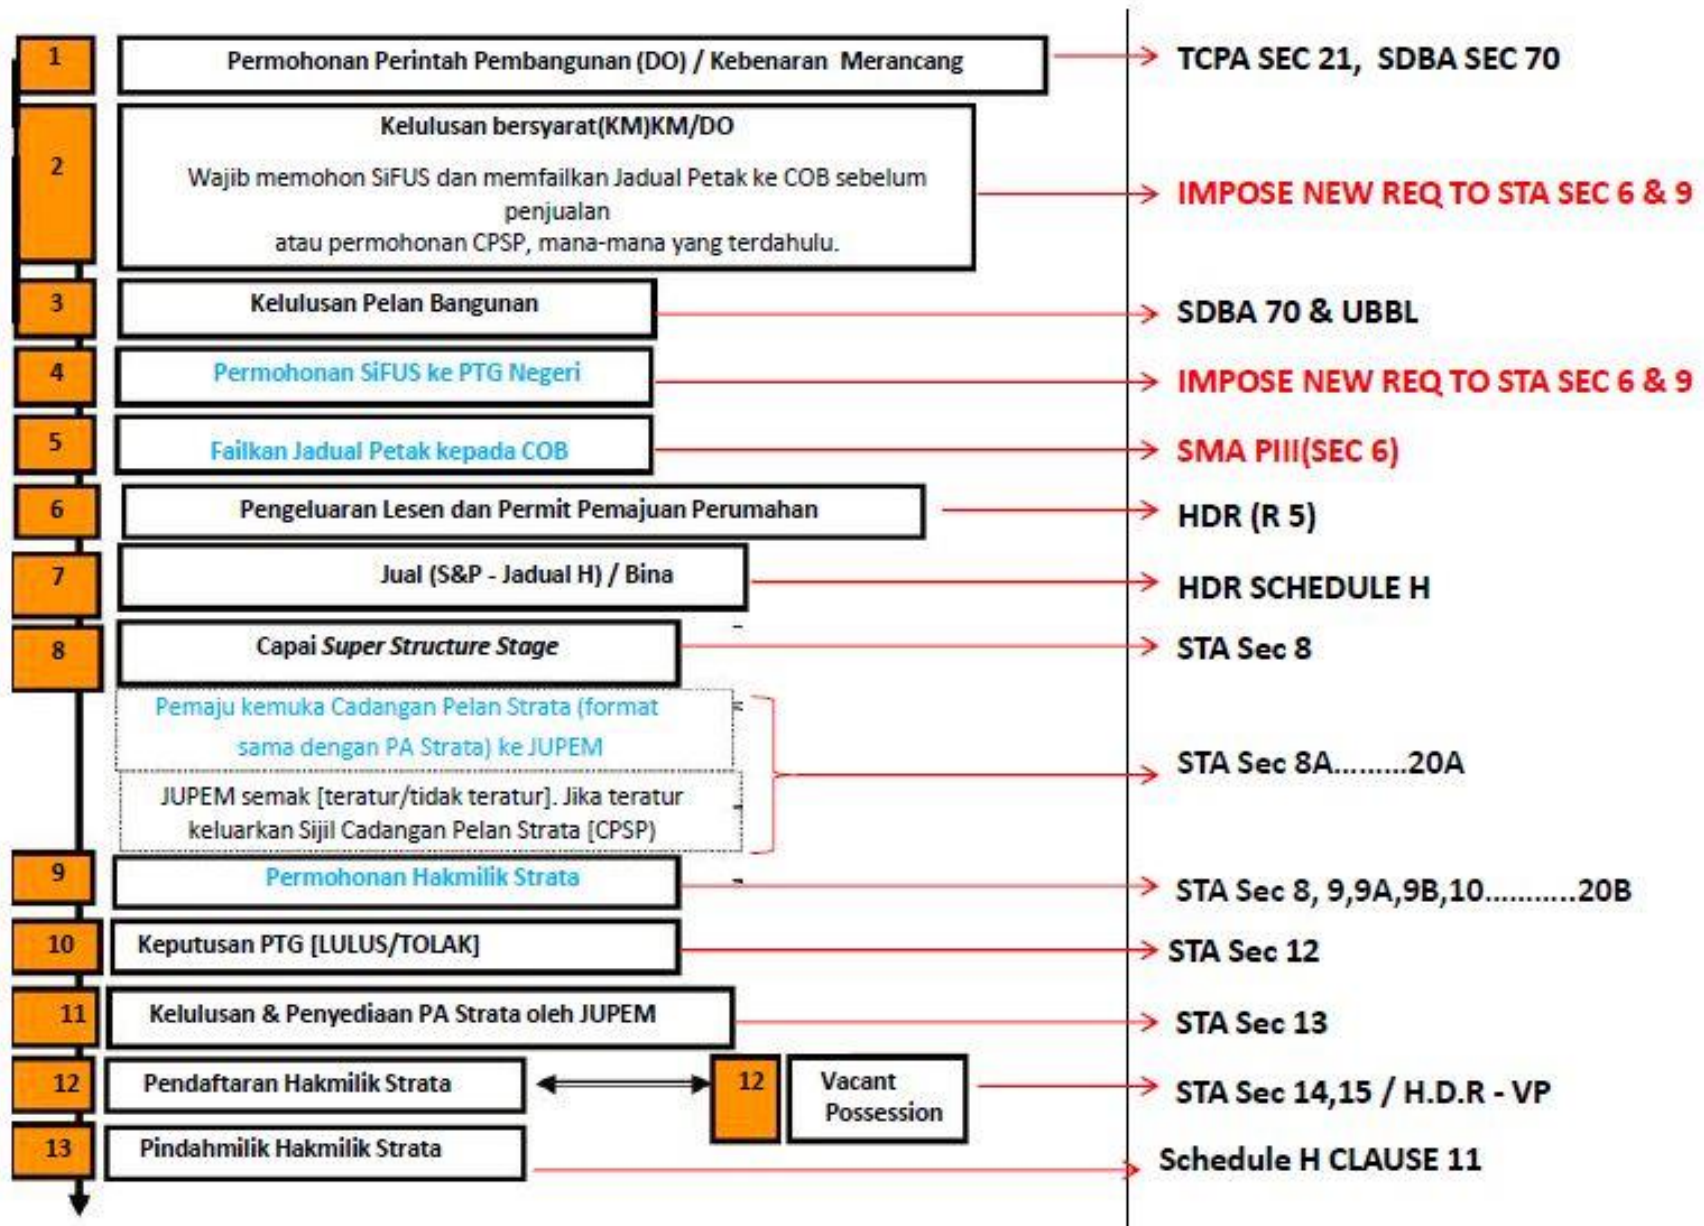 1 Permohonan Perintah Pembangunan (DO) / Kebenaran Merancang TCPA SEC 21, SDBA SEC 70
2 Kelulusan bersyarat(KM)KM/DO
Wajib memohon SiFUS dan memfailkan Jadual Petak ke COB sebelum
penjualan
atau permohonan CPSP, mana-mana yang terdahulu.
IMPOSE NEW REQ TO STA SEC 6 & 9
3 Kelulusan Pelan Bangunan SDBA 70 & UBBL
4 Permohonan SiFUS ke PTG Negeri IMPOSE NEW REQ TO STA SEC 6 & 9
5 Failkan Jadual Petak kepada COB SMA PIII(SEC 6)
6 Pengeluaran Lesen dan Permit Pemajuan Perumahan HDR (R 5)
7 Jual (S&P - Jadual H) / Bina HDR SCHEDULE H
8 Capai Super Structure Stage STA Sec 8
Pemaju kemuka Cadangan Pelan Strata (format
sama dengan PA Strata) ke JUPEM
JUPEM semak [teratur/tidak teratur]. Jika teratur
keluarkan Sijil Cadangan Pelan Strata [CPSP)
STA Sec 8A.........20A
9 Permohonan Hakmilik Strata STA Sec 8, 9,9A,9B,10...........20B
10 Keputusan PTG [LULUS/TOLAK] STA Sec 12
11 Kelulusan & Penyediaan PA Strata oleh JUPEM STA Sec 13
12 Pendaftaran Hakmilik Strata 12 Vacant
Possession
STA Sec 14,15 / H.D.R - VP
13 Pindahmilik Hakmilik Strata Schedule H CLAUSE 11